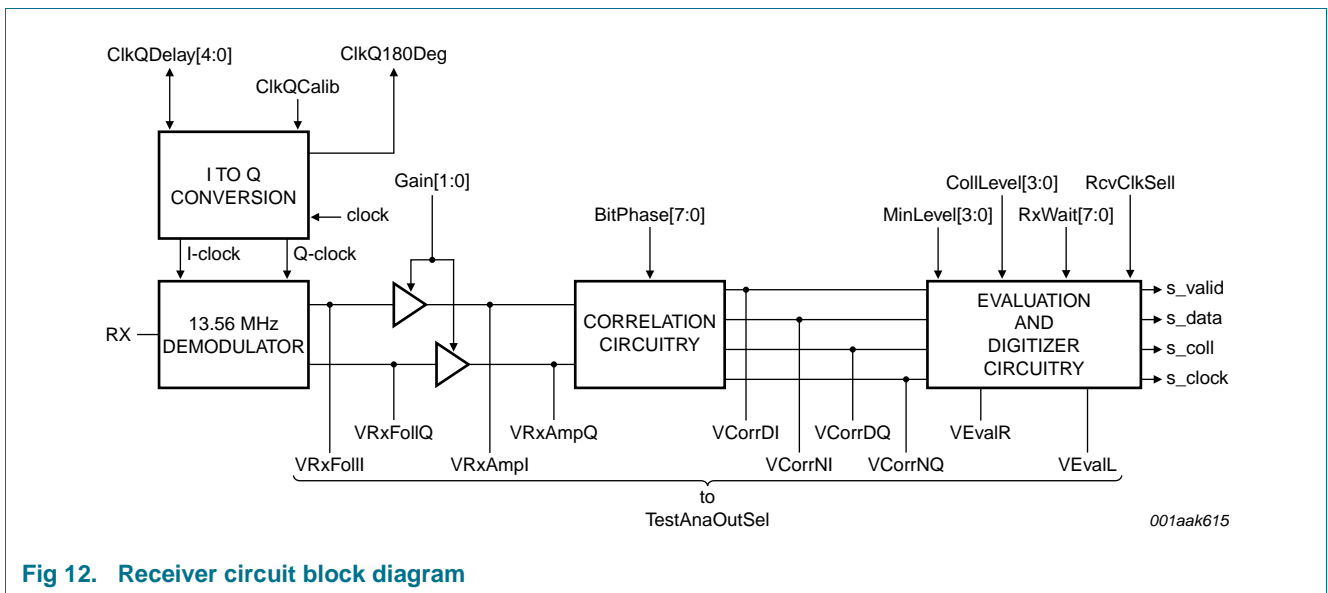 ClkQDelay[4:0]
ClkQ180Deg
ClkQCalib
I TO Q
CONVERSION
clock
I-clock
Q-clock
Gain[1:0]
BitPhase[7:0]
CollLevel[3:0]
RcvClkSelI
MinLevel[3:0]
RxWait[7:0]
RX
13.56 MHz
DEMODULATOR
CORRELATION
CIRCUITRY
EVALUATION
AND
DIGITIZER
CIRCUITRY
s_valid
s_data
s_coll
s_clock
VRxFollQ
VRxAmpQ
VCorrDI
VCorrDQ
VEvalR
VRxFollI
VRxAmpI
VCorrNI
VCorrNQ
VEvalL
to
TestAnaOutSel
001aak615
Fig 12. Receiver circuit block diagram